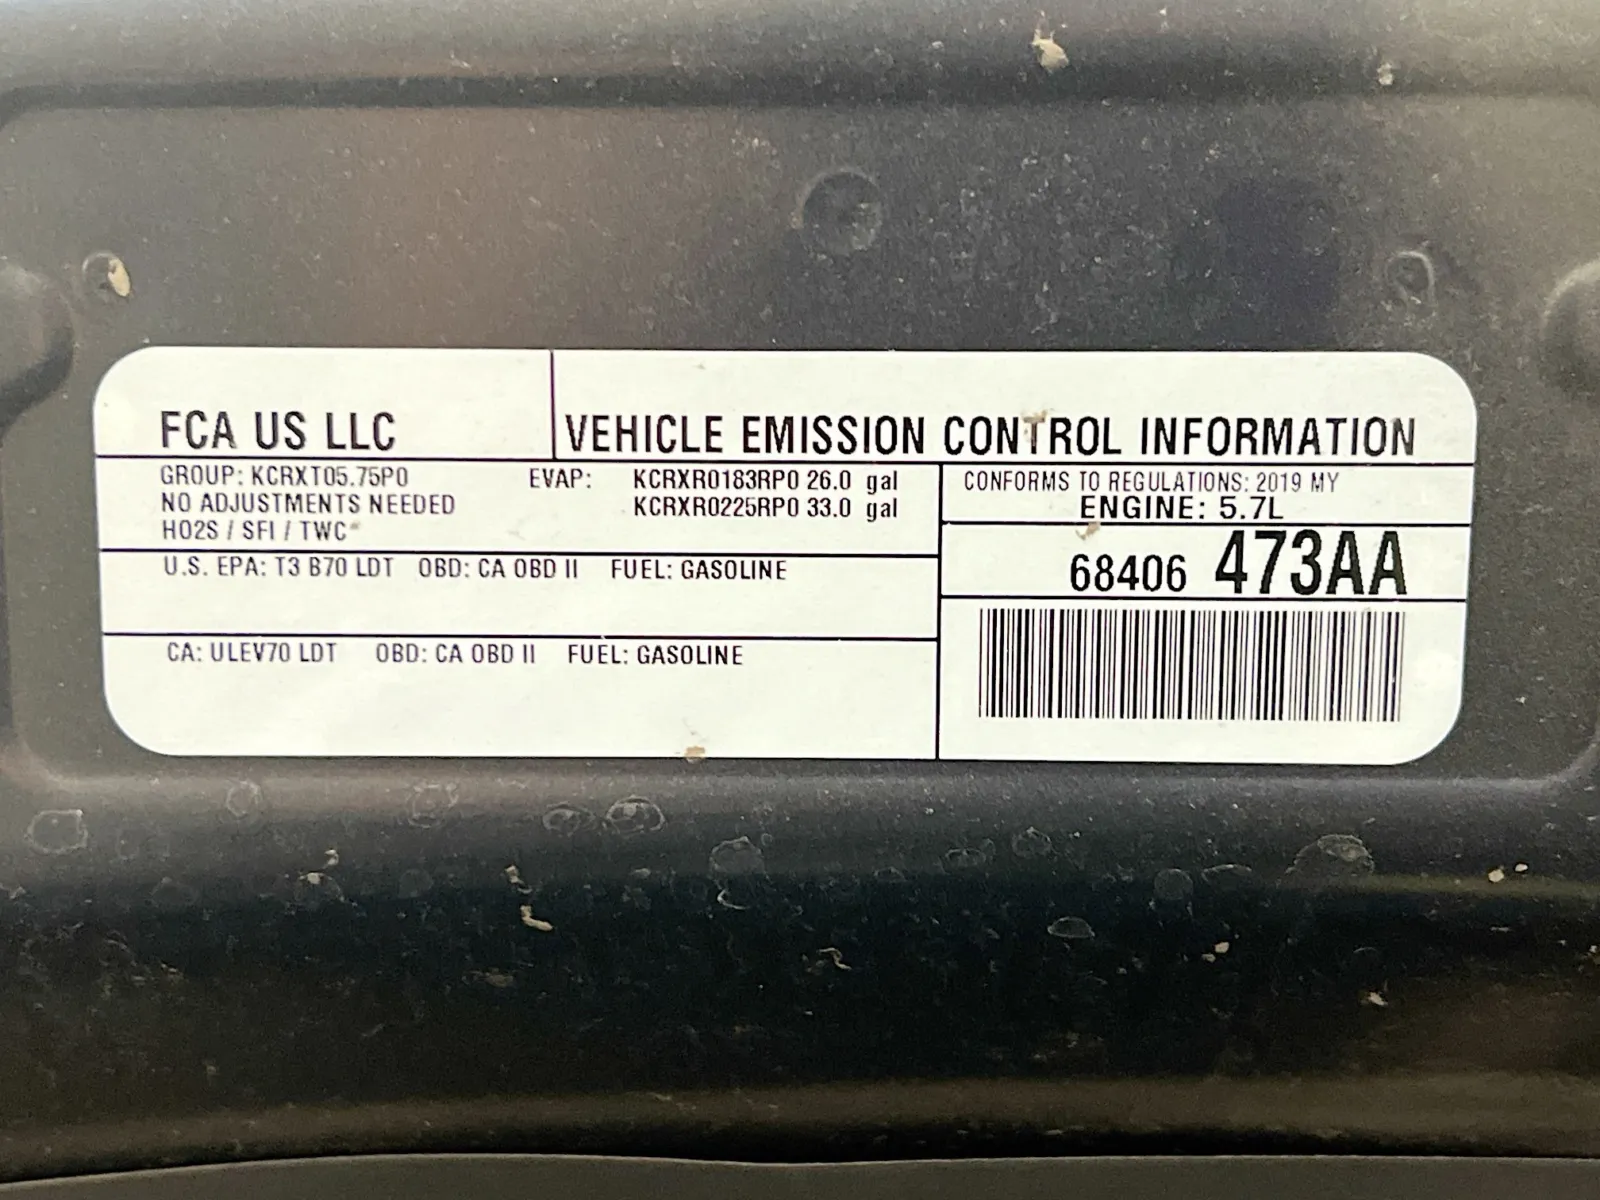 FCA US LLC
VEHICLE EMISSION CONTROL INFORMATION
GROUP: KCRXT05.75P0
NO ADJUSTMENTS NEEDED
HO2S / SFI / TWC
EVAP: KCRXR0183RP0 26.0 gal
KCRXR0225RP0 33.0 gal
CONFORMS TO REGULATIONS: 2019 MY
ENGINE: 5.7L
68406 473AA
U.S. EPA: T3 B70 LDT OBD: CA OBD II FUEL: GASOLINE
CA: ULEV70 LDT OBD: CA OBD II FUEL: GASOLINE